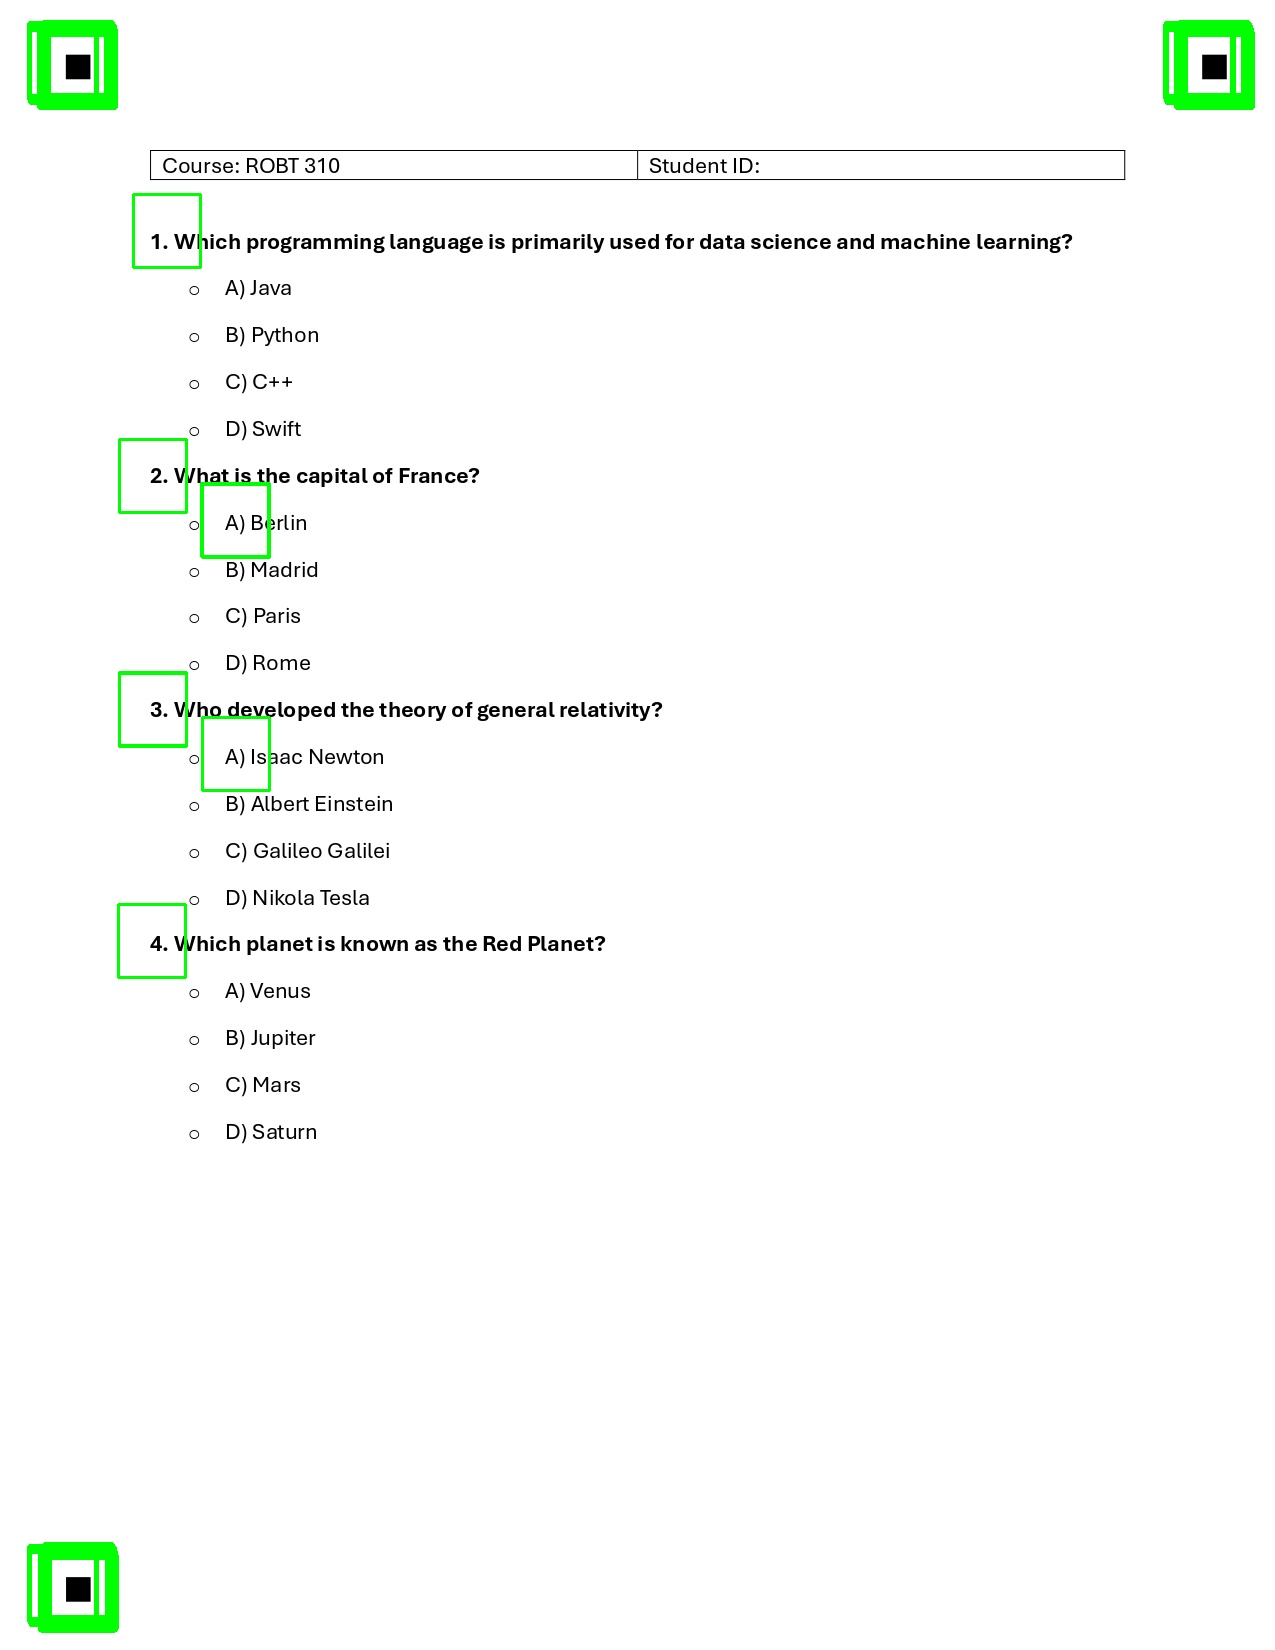 Course: ROBT 310
Student ID:
1. Which programming language is primarily used for data science and machine learning?
o A) Java
o B) Python
o C) C++
o D) Swift
2. What is the capital of France?
o A) Berlin
o B) Madrid
o C) Paris
o D) Rome
3. Who developed the theory of general relativity?
o A) Isaac Newton
o B) Albert Einstein
o C) Galileo Galilei
o D) Nikola Tesla
4. Which planet is known as the Red Planet?
o A) Venus
o B) Jupiter
o C) Mars
o D) Saturn